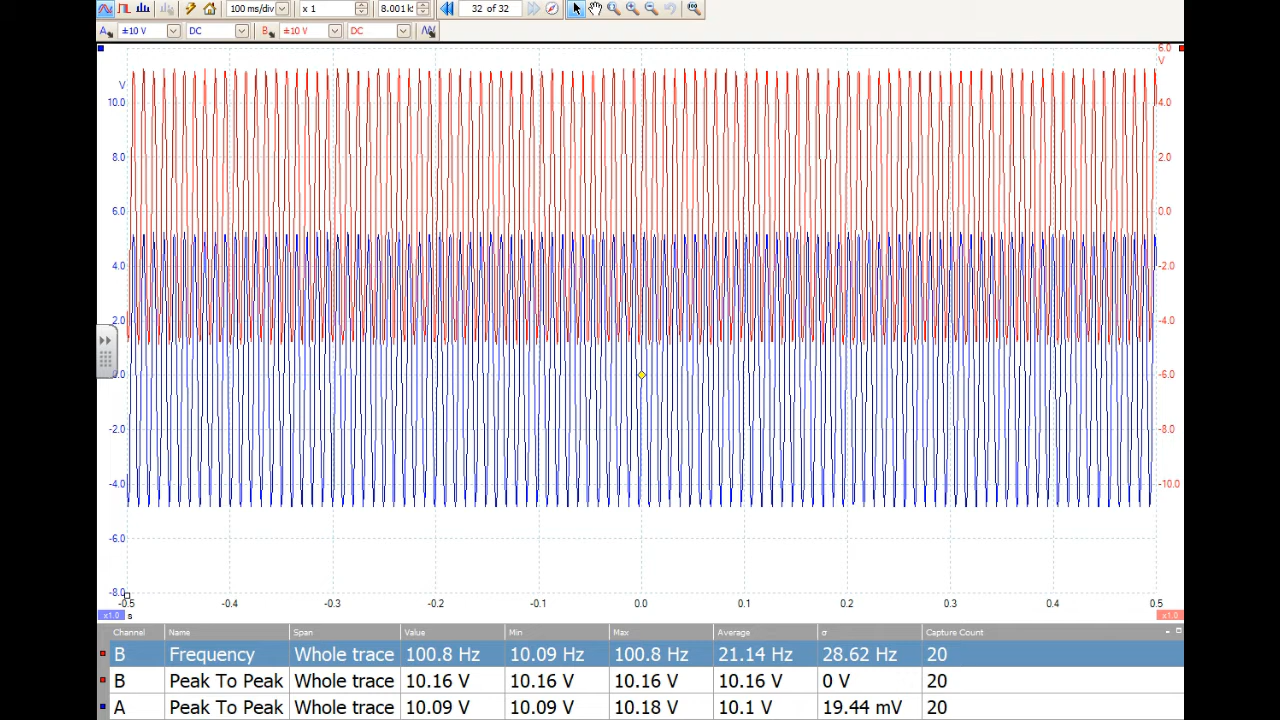 100 ms/div x 1 8.001 k 32 of 32
A ±10 V DC B ±10 V DC
6.0
V V
10.0 4.0
8.0 2.0
6.0 0.0
4.0 -2.0
2.0 -4.0
0.0 -6.0
-2.0 -8.0
-4.0 -10.0
-6.0
-8.0
-0.5 -0.4 -0.3 -0.2 -0.1 0.0 0.1 0.2 0.3 0.4 0.5
x1.0 s x1.0
Channel Name Span Value Min Max Average σ Capture Count
B Frequency Whole trace 100.8 Hz 10.09 Hz 100.8 Hz 21.14 Hz 28.62 Hz 20
B Peak To Peak Whole trace 10.16 V 10.16 V 10.16 V 10.16 V 0 V 20
A Peak To Peak Whole trace 10.09 V 10.09 V 10.18 V 10.1 V 19.44 mV 20